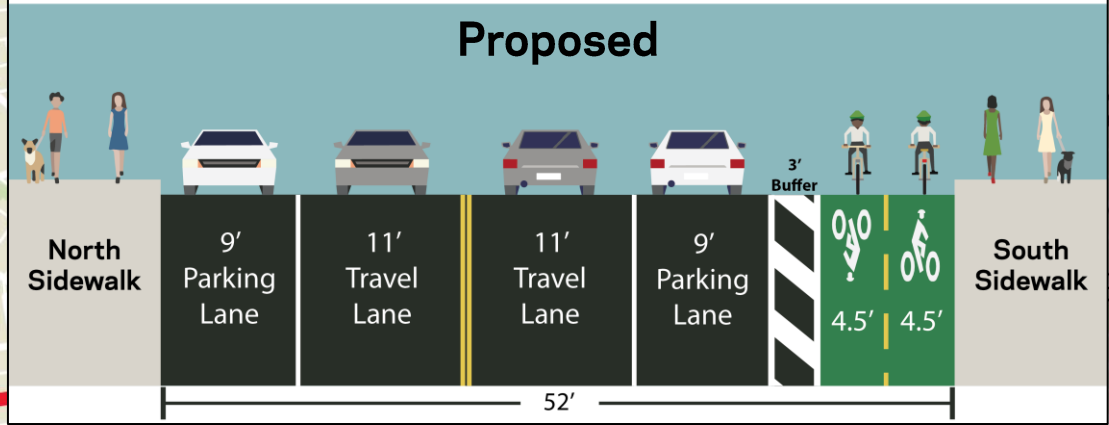 Proposed
3′
Buffer
North
Sidewalk
9′
Parking
Lane
11′
Travel
Lane
11′
Travel
Lane
9′
Parking
Lane
4.5′
4.5′
South
Sidewalk
52′